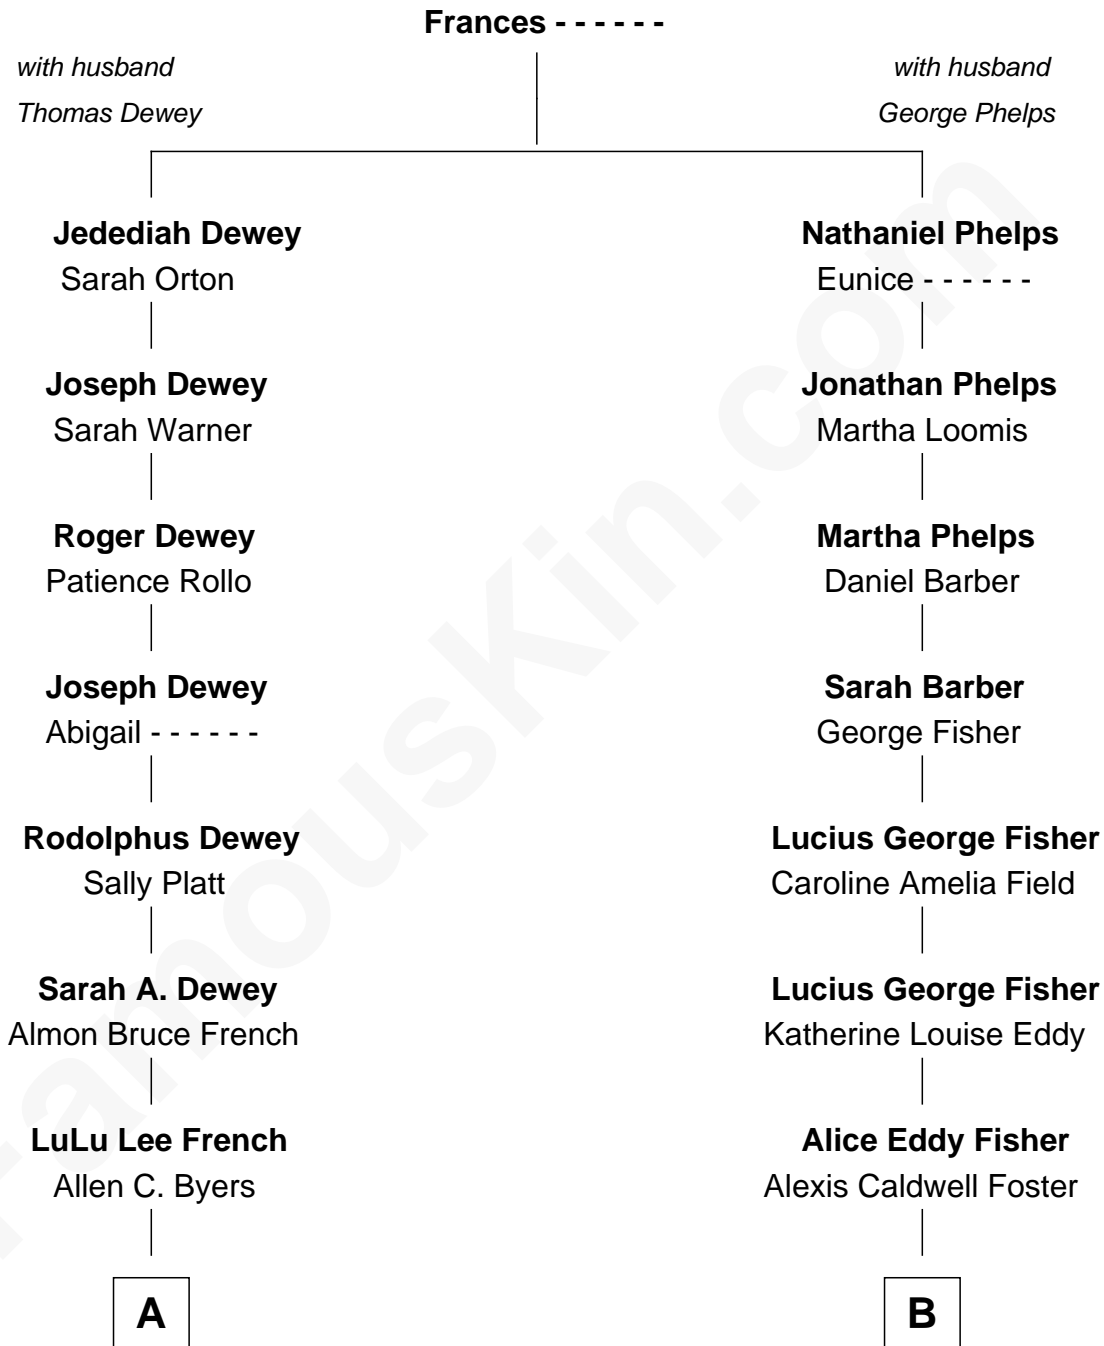 Frances - - - - - -
with husband
Thomas Dewey
with husband
George Phelps
Jedediah Dewey
Sarah Orton
Nathaniel Phelps
Eunice - - - - - -
Joseph Dewey
Sarah Warner
Jonathan Phelps
Martha Loomis
Roger Dewey
Patience Rollo
Martha Phelps
Daniel Barber
Joseph Dewey
Abigail - - - - - -
Sarah Barber
George Fisher
Rodolphus Dewey
Sally Platt
Lucius George Fisher
Caroline Amelia Field
Sarah A. Dewey
Almon Bruce French
Lucius George Fisher
Katherine Louise Eddy
LuLu Lee French
Allen C. Byers
Alice Eddy Fisher
Alexis Caldwell Foster
A
B
FamousKin.com